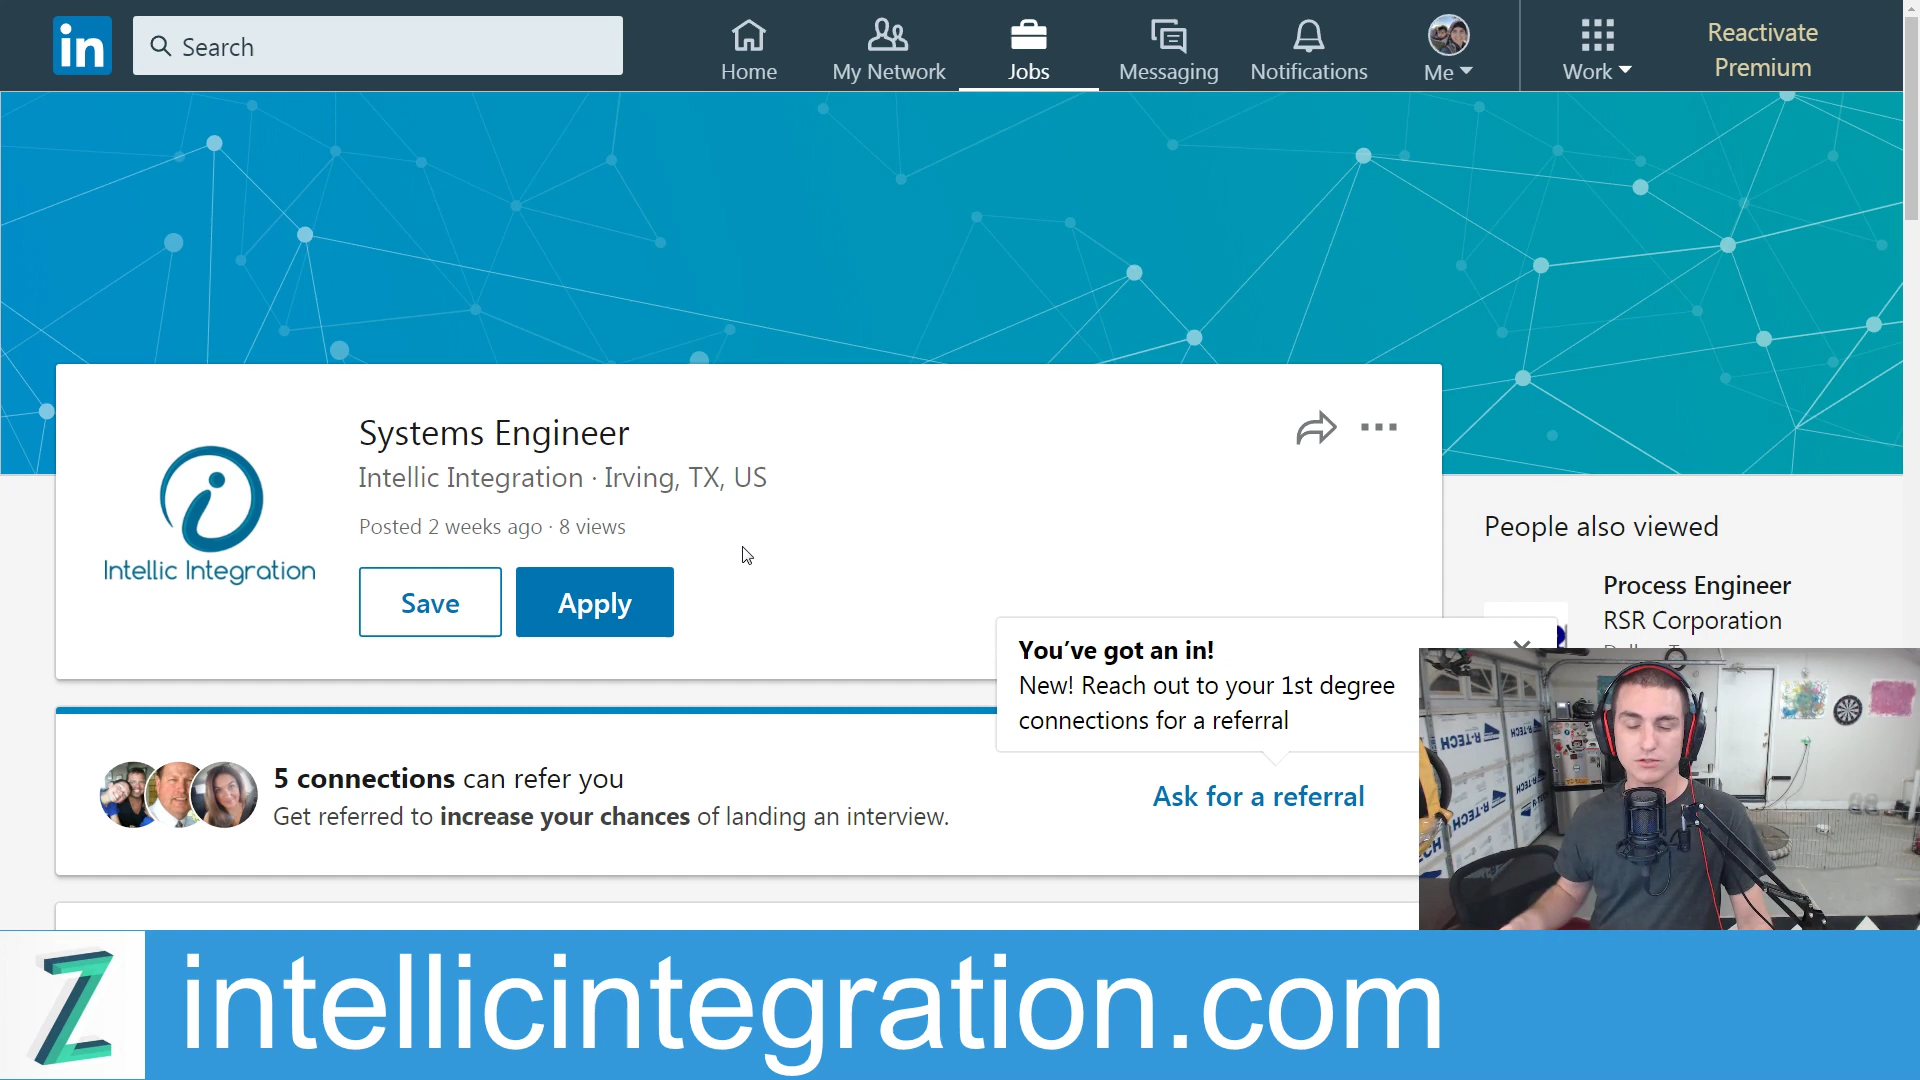 in
Search
Home
My Network
Jobs
Messaging
Notifications
Me
Work
Reactivate
Premium
Systems Engineer
Intellic Integration · Irving, TX, US
Posted 2 weeks ago · 8 views
Intellic Integration
Save
Apply
People also viewed
Process Engineer
RSR Corporation
You've got an in!
New! Reach out to your 1st degree
connections for a referral
5 connections can refer you
Get referred to increase your chances of landing an interview.
Ask for a referral
R-TECH
R-TECH
Z
intellicintegration.com